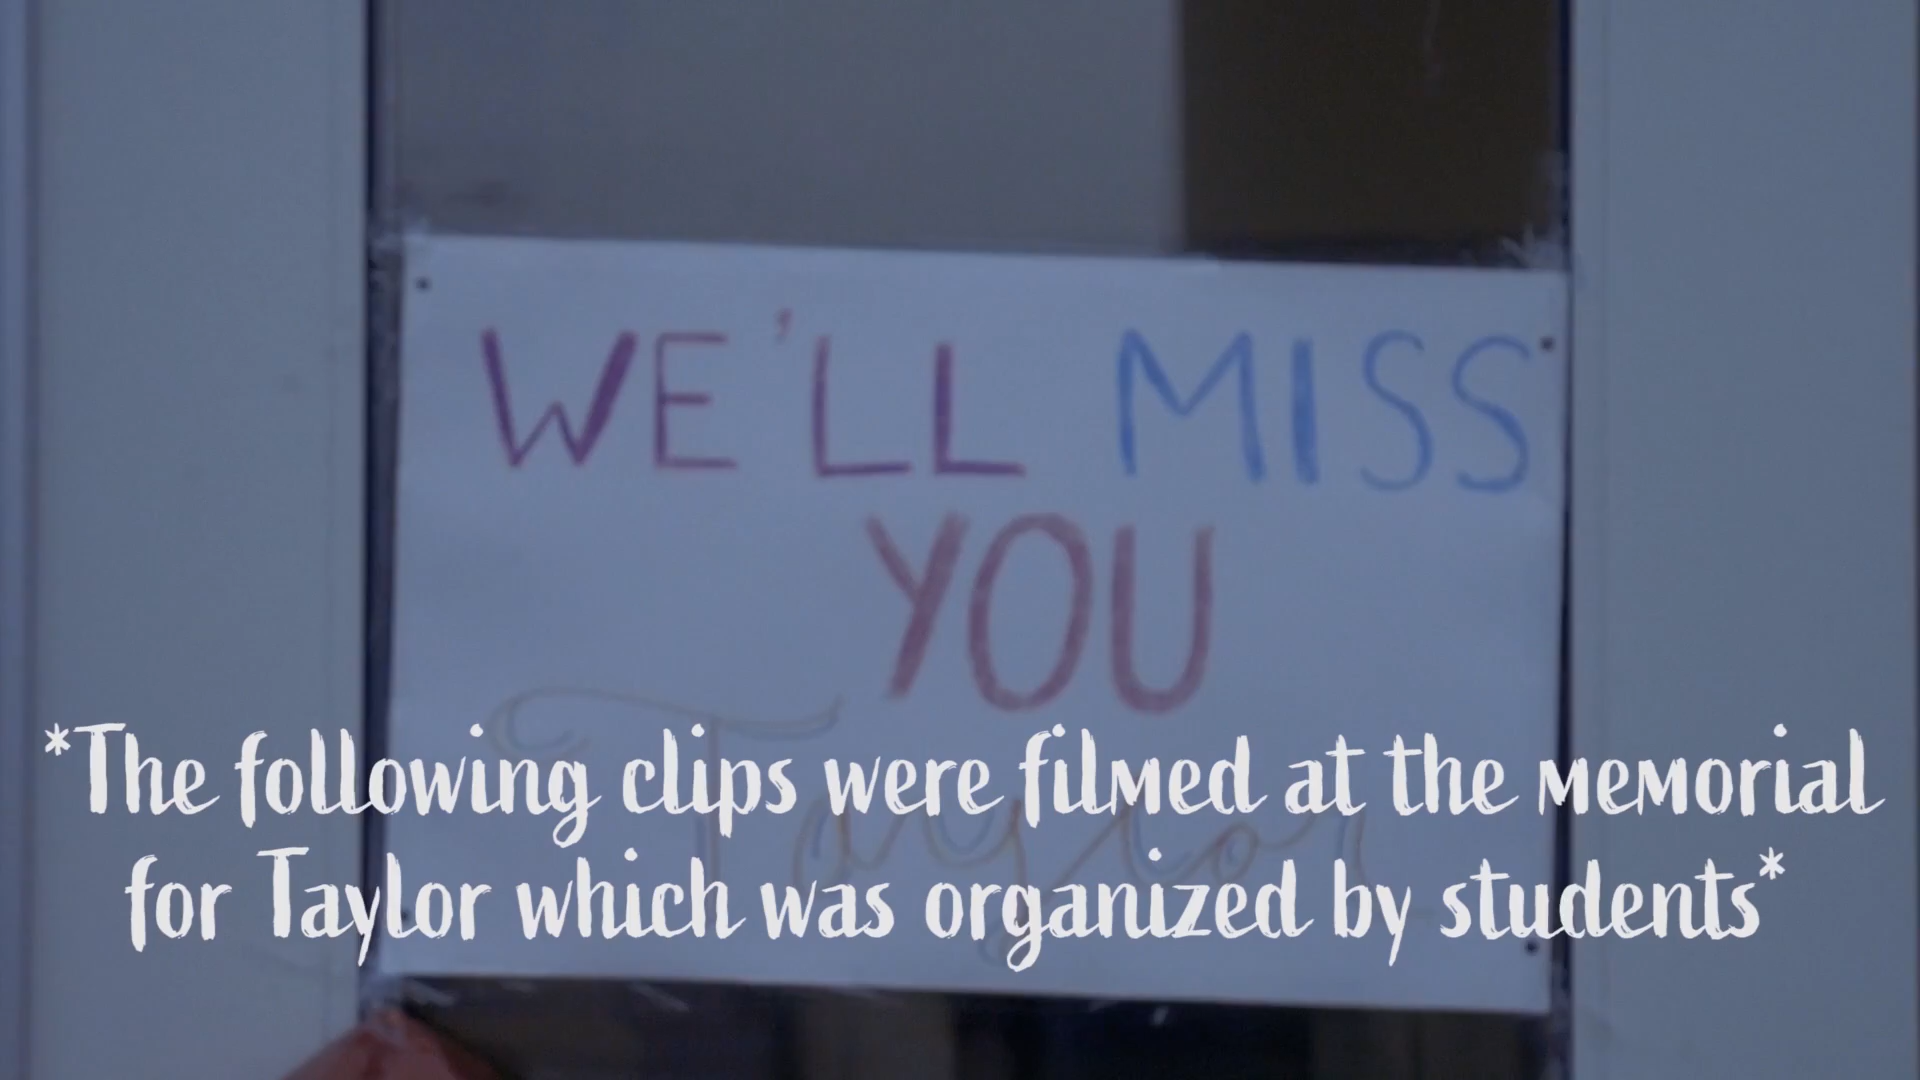 WE'LL MISS
YOU
Taylor
*The following clips were filmed at the memorial
for Taylor which was organized by students*